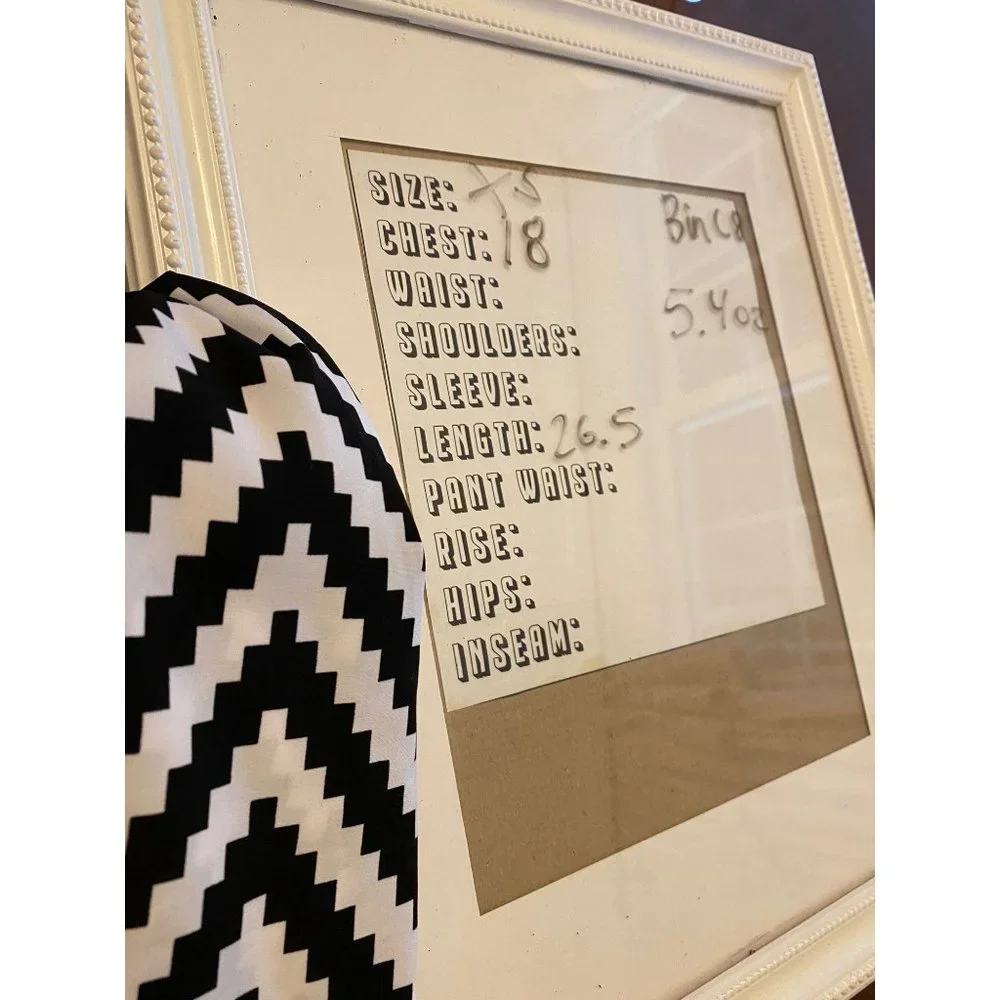 SIZE: XS
CHEST: 18
WAIST:
SHOULDERS:
SLEEVE:
LENGTH: 26.5
PANT WAIST:
RISE:
HIPS:
INSEAM:
Bin C8
5.4oz